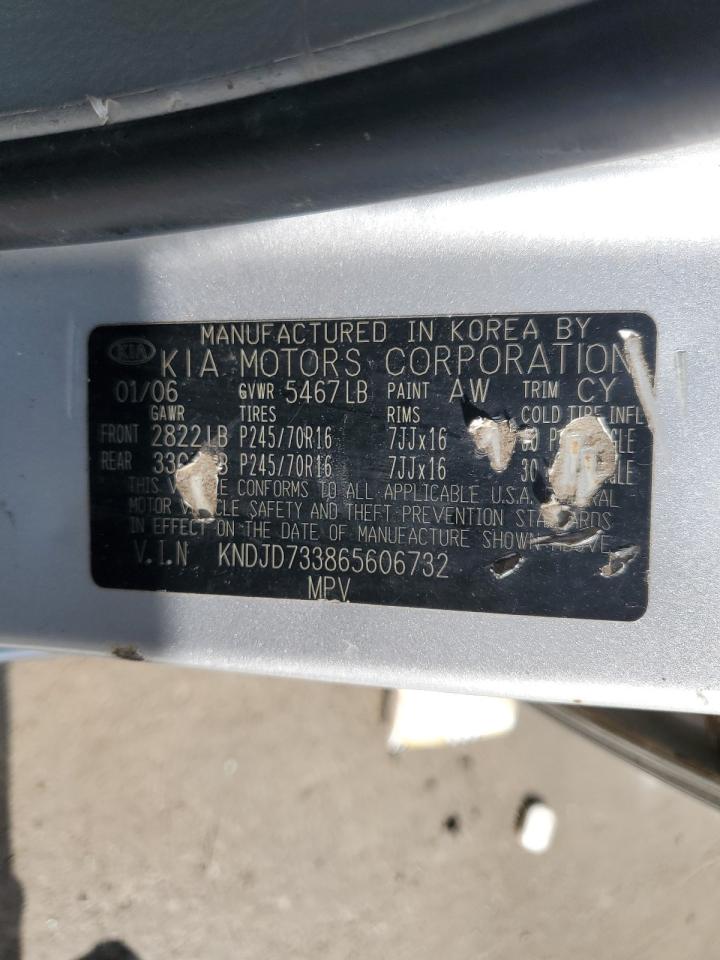 MANUFACTURED IN KOREA BY
KIA KIA MOTORS CORPORATION
01/06 GVWR 5467LB PAINT AW TRIM CY
GAWR TIRES RIMS COLD TIRE INFL
FRONT 2822LB P245/70R16 7JJx16
REAR P245/70R16 7JJx16 30
THIS CONFORMS TO ALL APPLICABLE U.S.A.
MOTOR SAFETY AND THEFT PREVENTION
IN EFFECT ON THE DATE OF MANUFACTURE SHOWN ABOVE
V.I.N KNDJD733865606732
MPV